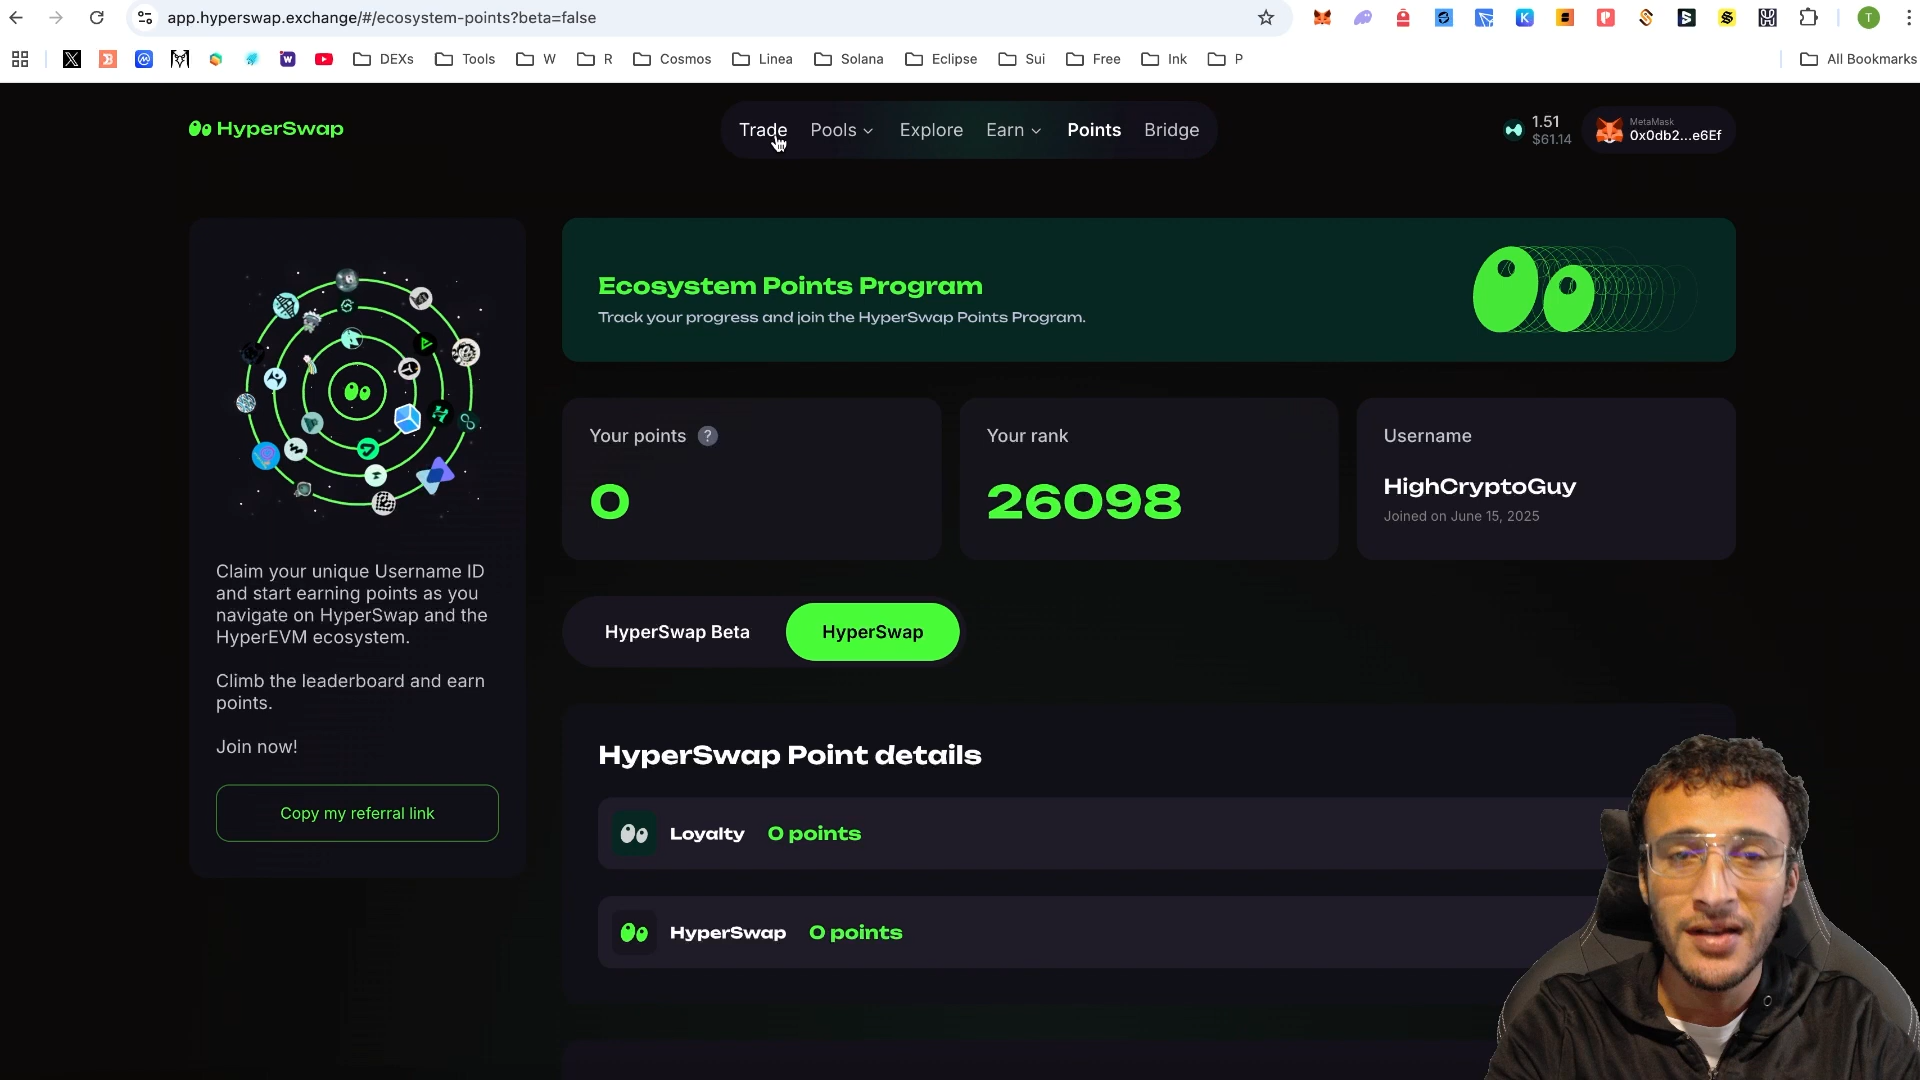 app.hyperswap.exchange/#/ecosystem-points?beta=false
T
DEXs
Tools
W
R
Cosmos
Linea
Solana
Eclipse
Sui
Free
Ink
P
All Bookmarks
HyperSwap
Trade
Pools
Explore
Earn
Points
Bridge
1.51
$61.14
MetaMask
0x0db2...e6Ef
Ecosystem Points Program
Track your progress and join the HyperSwap Points Program.
Your points ?
0
Your rank
26098
Username
HighCryptoGuy
Joined on June 15, 2025
Claim your unique Username ID
and start earning points as you
navigate on HyperSwap and the
HyperEVM ecosystem.
Climb the leaderboard and earn
points.
Join now!
Copy my referral link
HyperSwap Beta
HyperSwap
HyperSwap Point details
Loyalty 0 points
HyperSwap 0 points